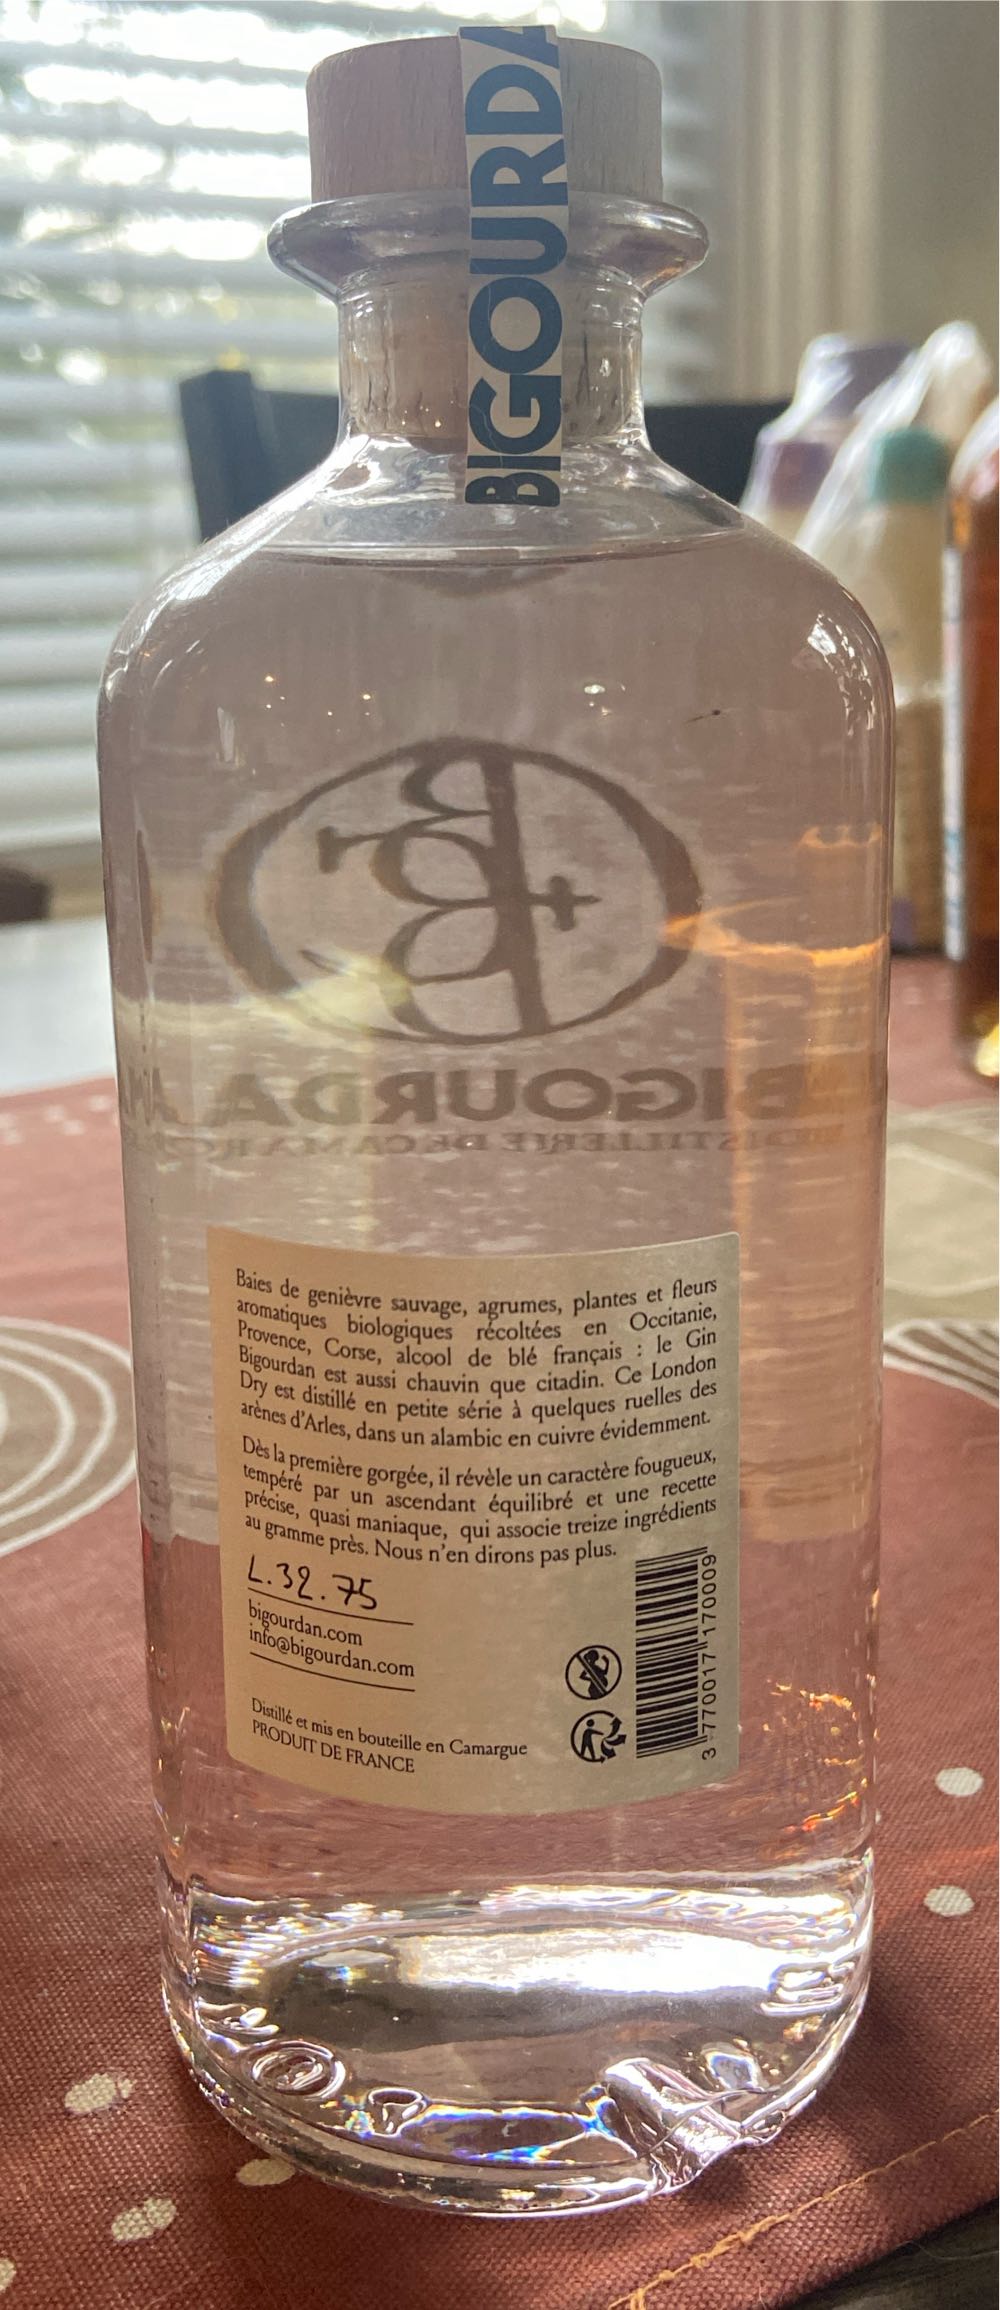 BIGOURDA
BIGOURDA
DISTILLERIE DE CAMARG
Baies de genièvre sauvage, agrumes, plantes et fleurs
aromatiques biologiques récoltées en Occitanie,
Provence, Corse, alcool de blé français : le Gin
Bigourdan est aussi chauvin que citadin. Ce London
Dry est distillé en petite série à quelques ruelles des
arènes d'Arles, dans un alambic en cuivre évidemment.
Dès la première gorgée, il révèle un caractère fougueux,
tempéré par un ascendant équilibré et une recette
précise, quasi maniaque, qui associe treize ingrédients
au gramme près. Nous n'en dirons pas plus.
L.32.75
bigourdan.com
info@bigourdan.com
Distillé et mis en bouteille en Camargue
PRODUIT DE FRANCE
3 770017 170009